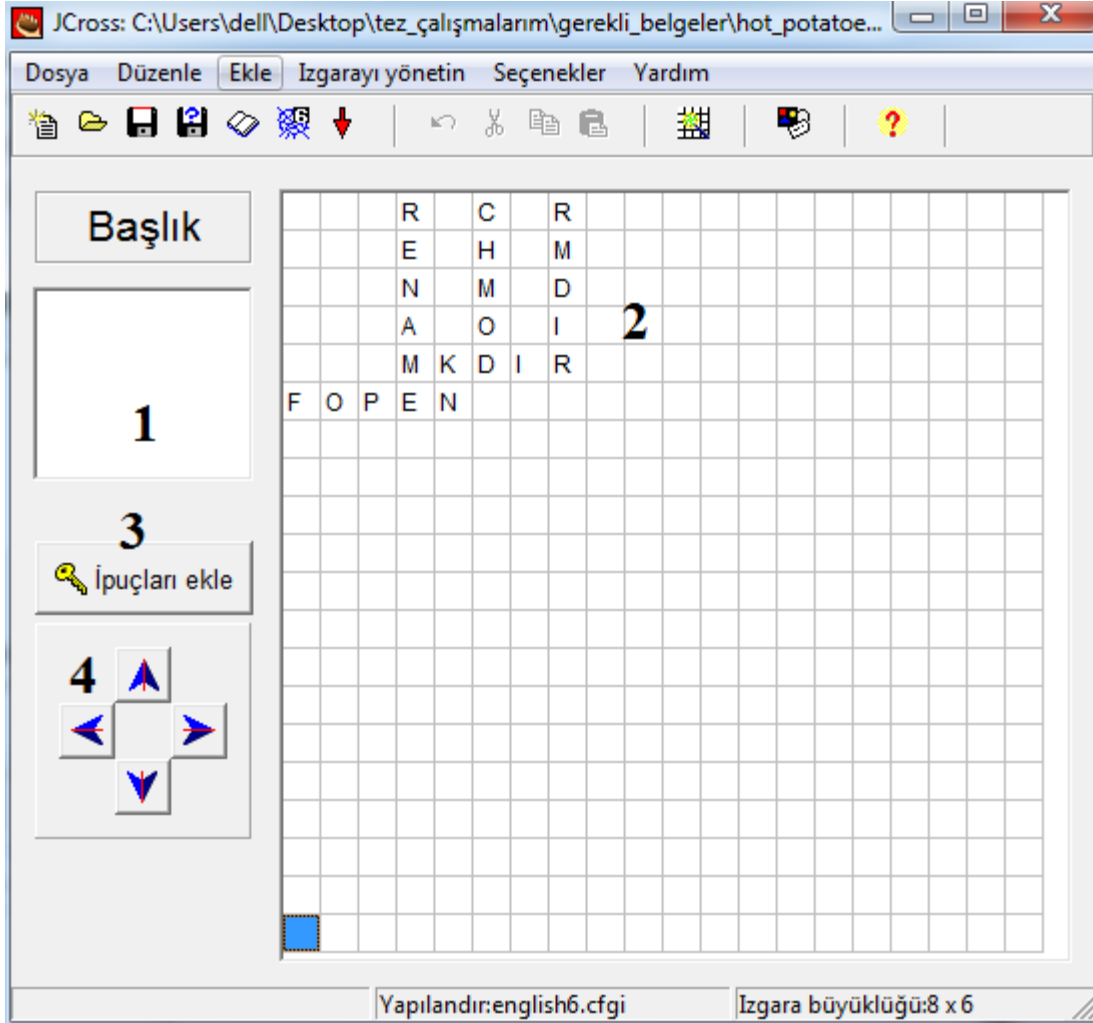 JCross: C:\Users\dell\Desktop\tez_çalışmalarım\gerekli_belgeler\hot_potatoe...
Dosya Düzenle Ekle Izgarayı yönetin Seçenekler Yardım
Başlık
R C R
E H M
N M D
A O I 2
M K D I R
F O P E N
1
3
İpuçları ekle
4
Yapılandır:english6.cfgi Izgara büyüklüğü:8 x 6